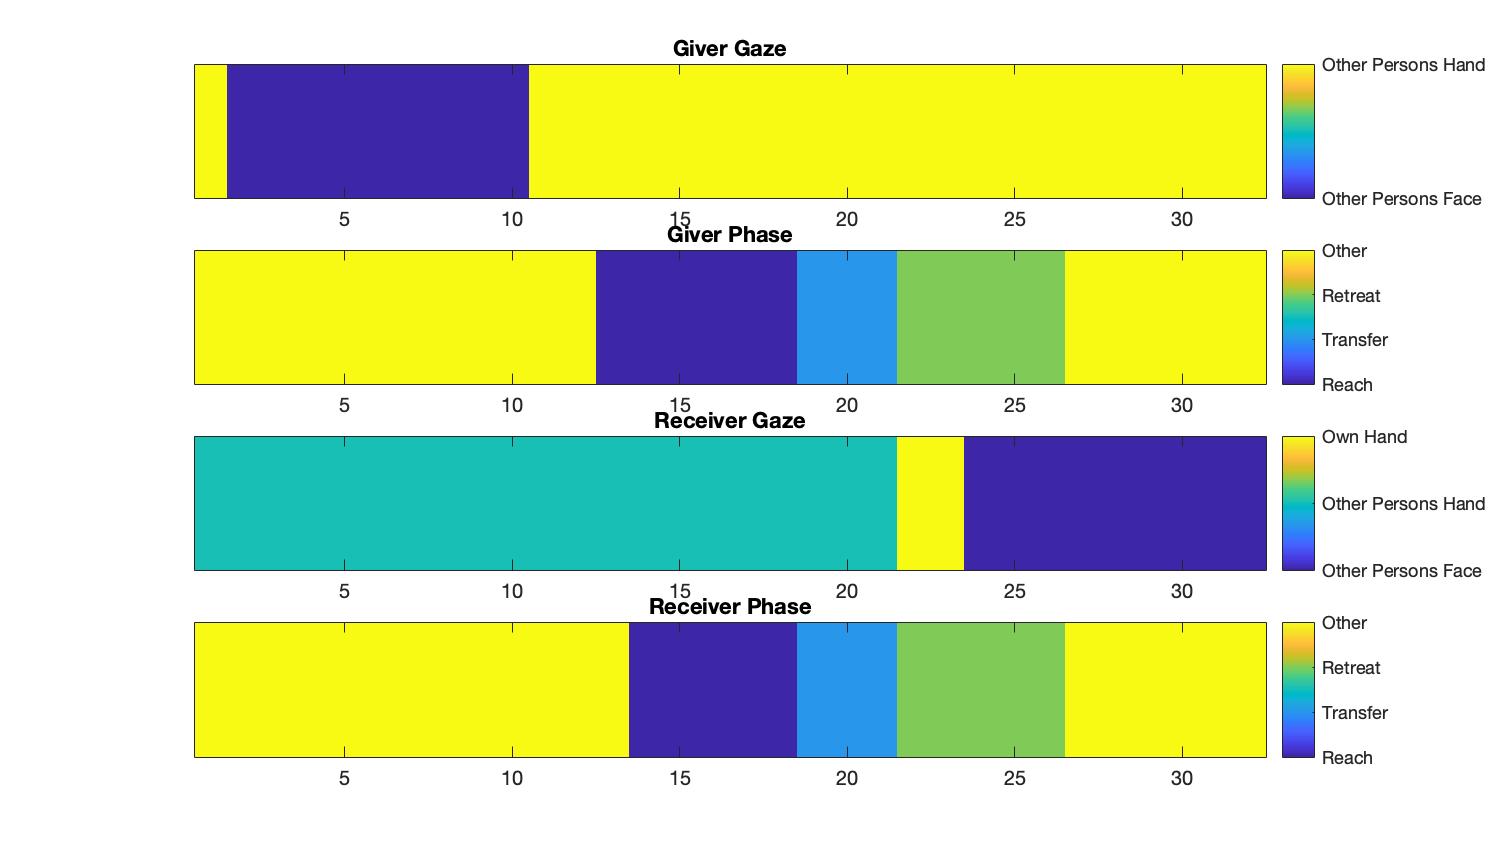 Giver Gaze
Other Persons Hand
Other Persons Face
5 10 15 20 25 30
Giver Phase
Other
Retreat
Transfer
Reach
5 10 15 20 25 30
Receiver Gaze
Own Hand
Other Persons Hand
Other Persons Face
5 10 15 20 25 30
Receiver Phase
Other
Retreat
Transfer
Reach
5 10 15 20 25 30